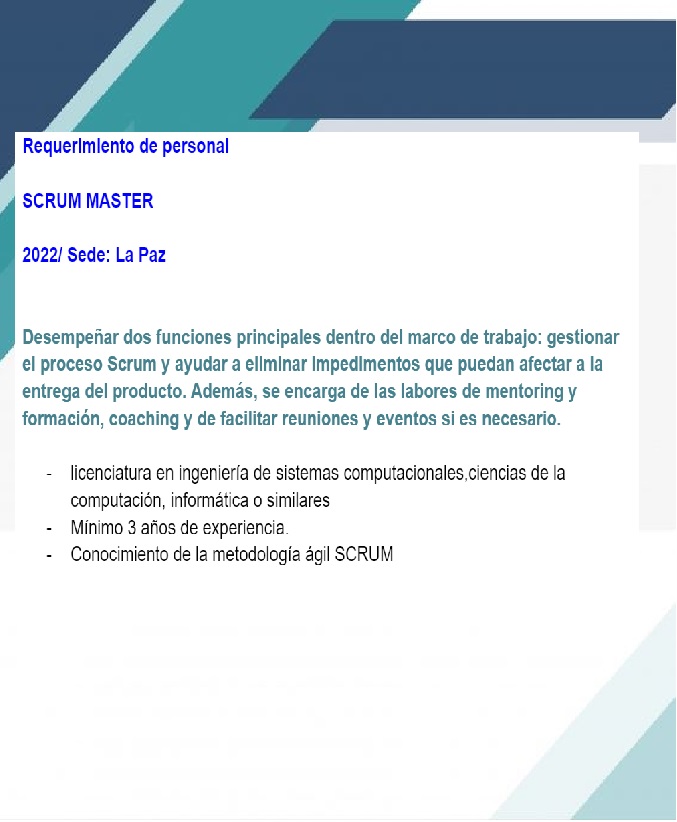 Requerimiento de personal
SCRUM MASTER
2022/ Sede: La Paz
Desempeñar dos funciones principales dentro del marco de trabajo: gestionar
el proceso Scrum y ayudar a eliminar impedimentos que puedan afectar a la
entrega del producto. Además, se encarga de las labores de mentoring y
formación, coaching y de facilitar reuniones y eventos si es necesario.
- licenciatura en ingeniería de sistemas computacionales,ciencias de la
computación, informática o similares
- Mínimo 3 años de experiencia.
- Conocimiento de la metodología ágil SCRUM